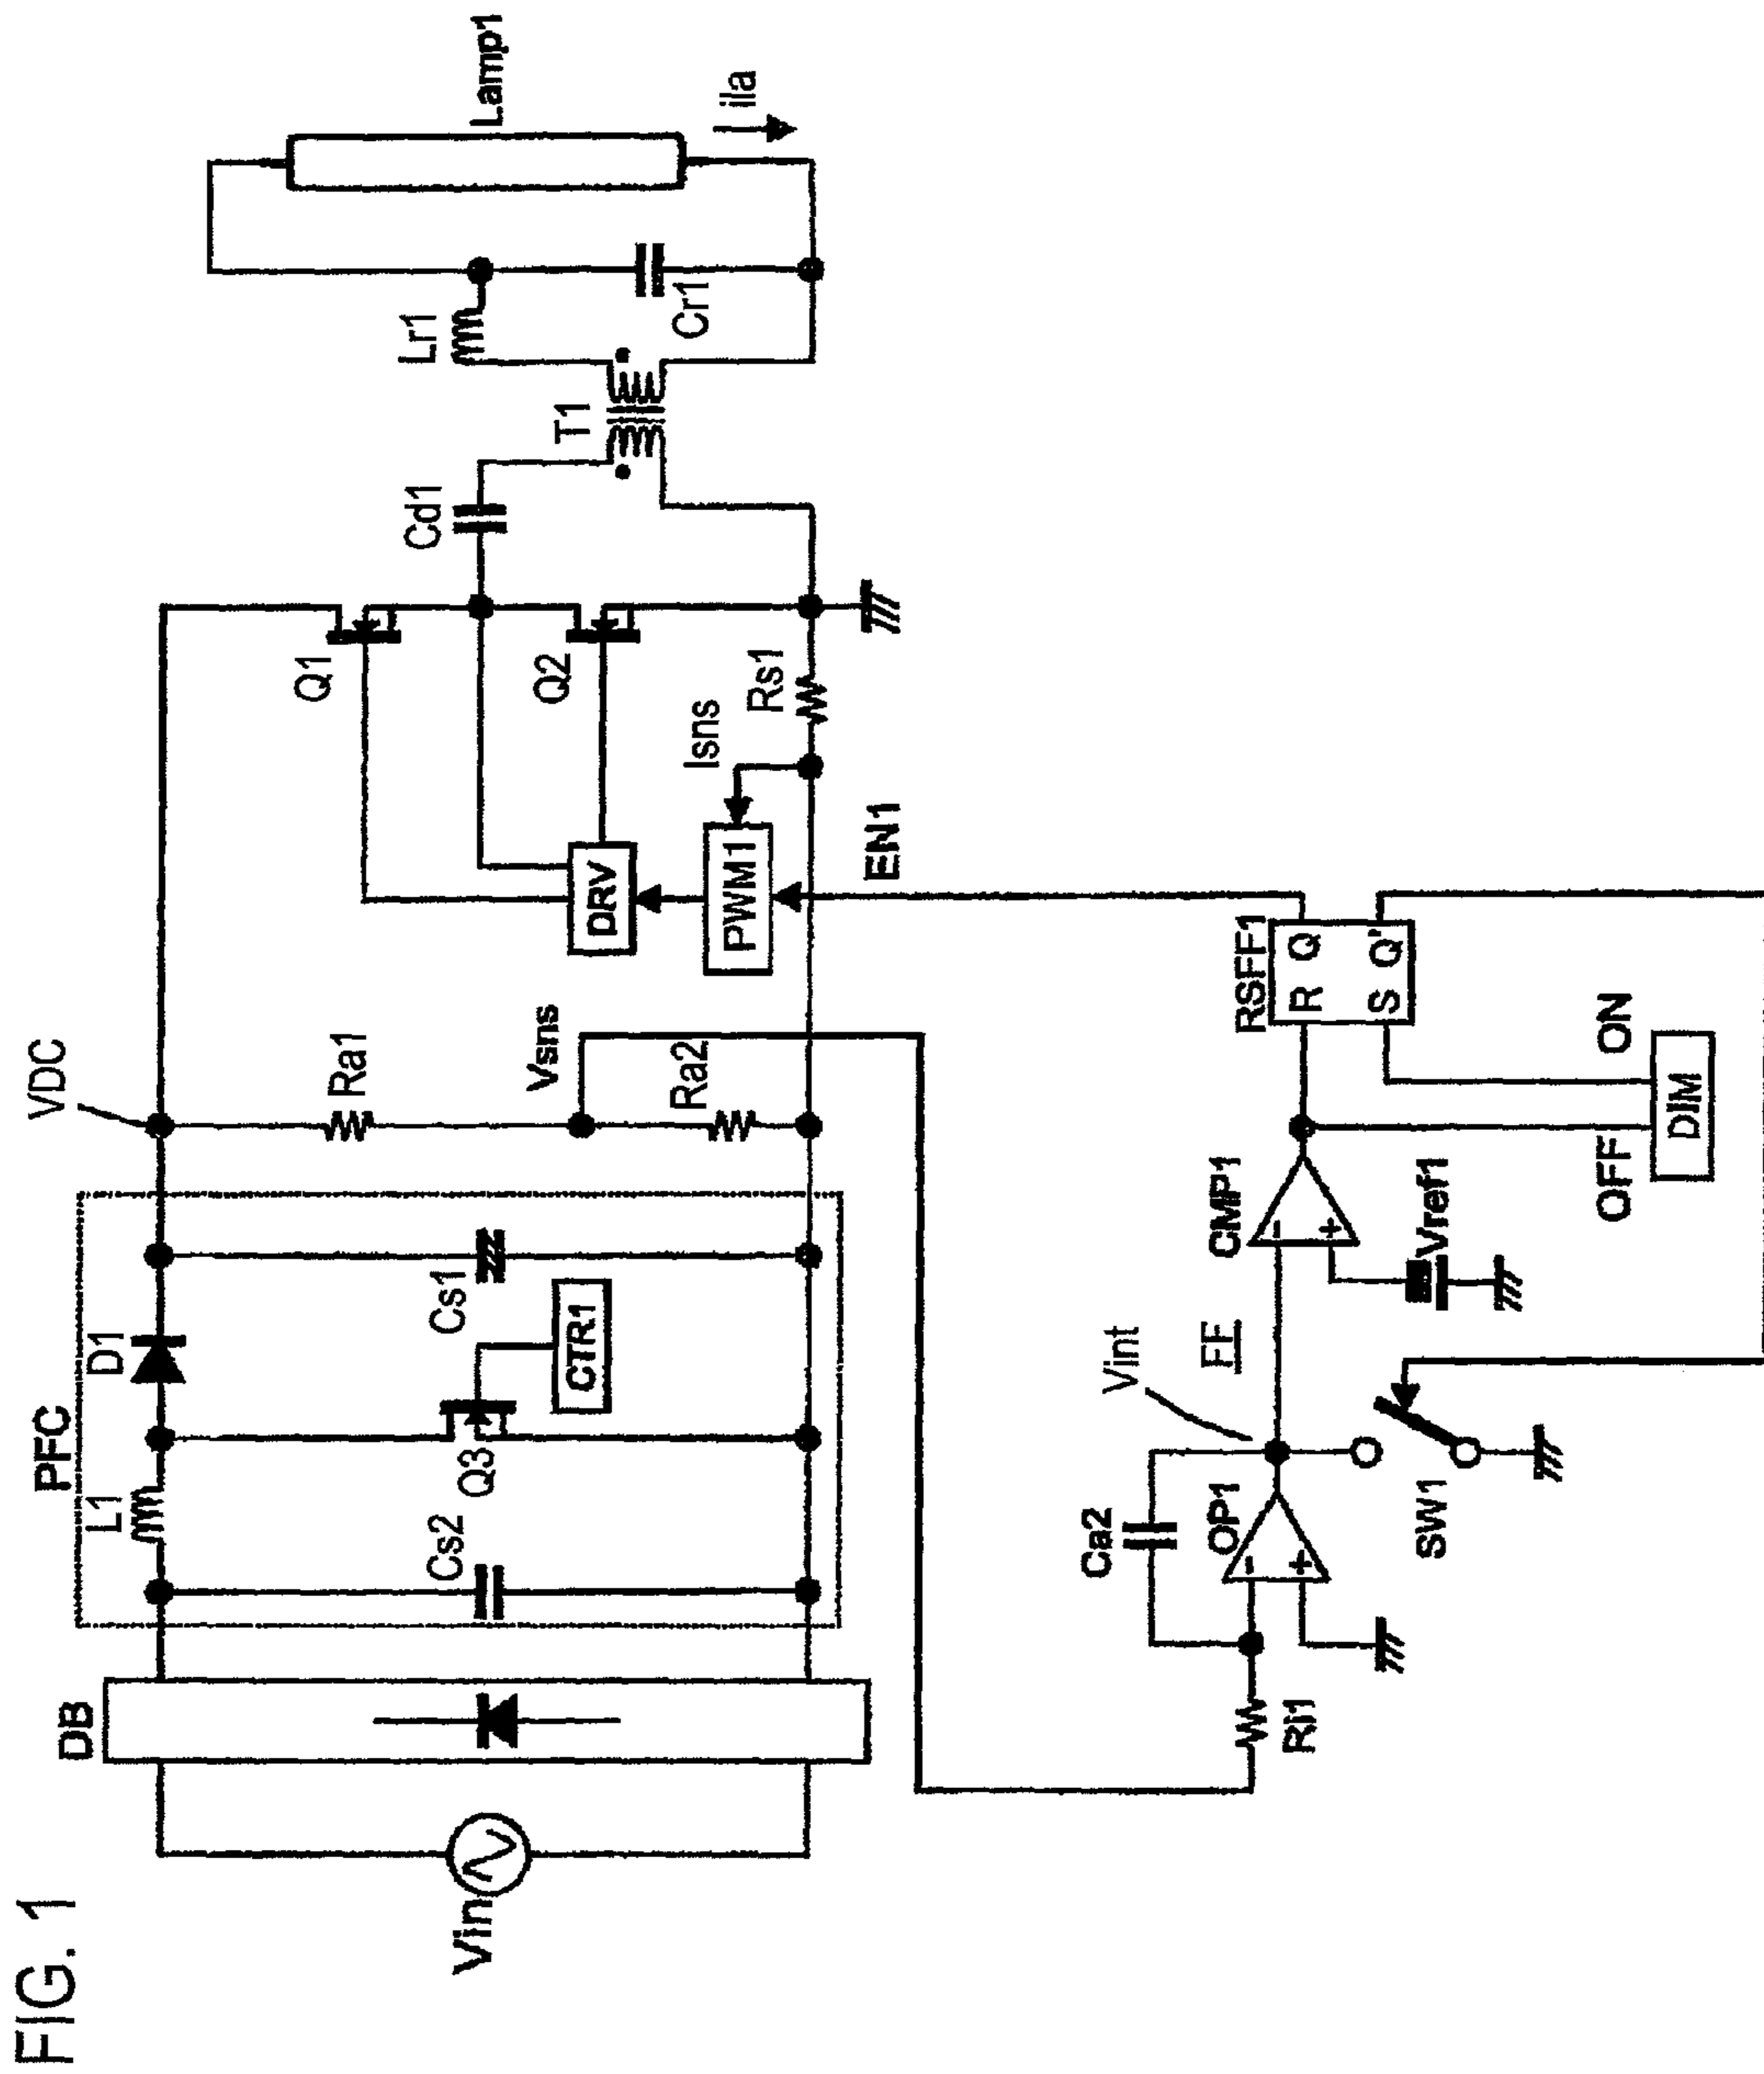 FIG. 1
Vin
DB
PFC
L1
D1
Cs2
Q3
CTR1
Cs1
VDC
Ra1
Vsns
Ra2
DRV
PWM1
EN1
Isns
Rs1
Q1
Q2
Cd1
T1
Lr1
Cr1
Lamp1
ila
Ri1
Ca2
OP1
-
+
Vint
FF
SW1
CMP1
-
+
Vref1
RSFF1
R Q
S Q'
OFF
ON
DIM